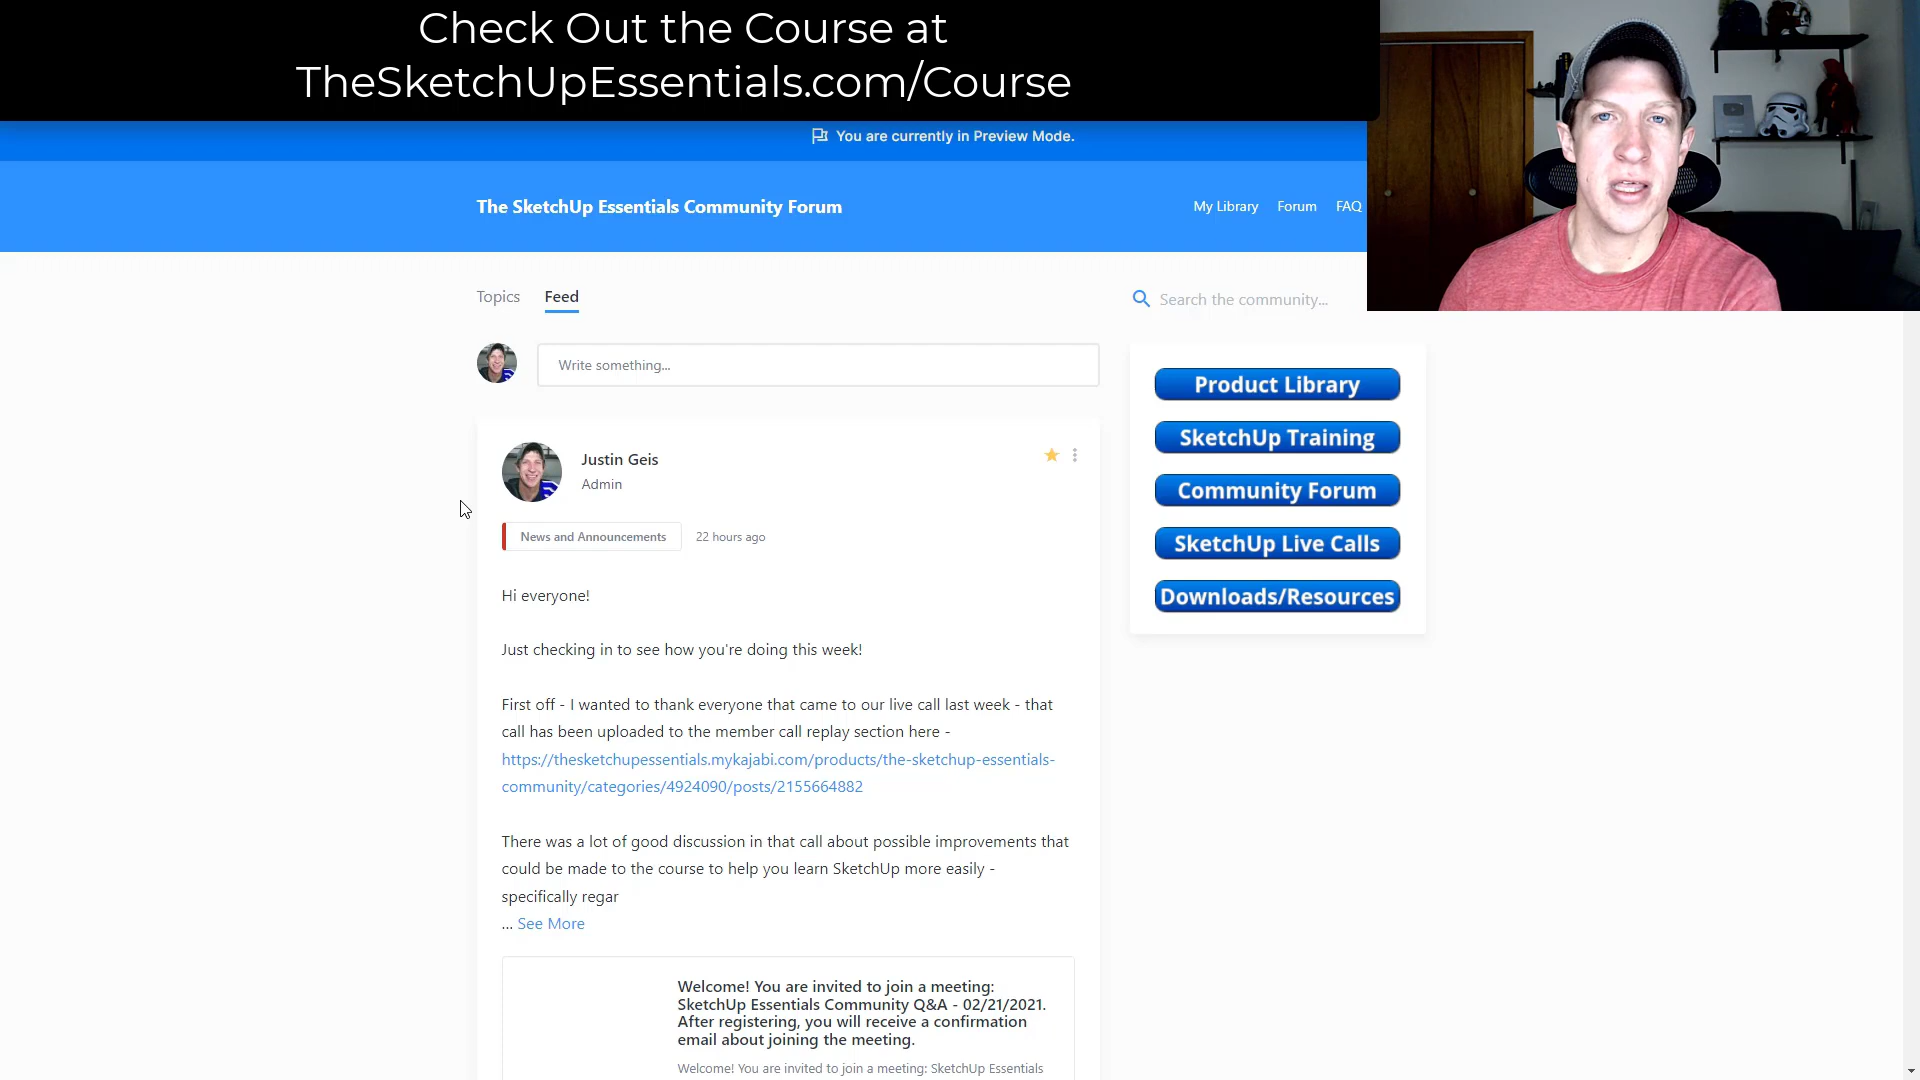 Check Out the Course at
TheSketchUpEssentials.com/Course
You are currently in Preview Mode.
The SketchUp Essentials Community Forum
My Library
Forum
FAQ
Topics
Feed
Search the community...
Write something...
Product Library
SketchUp Training
Community Forum
SketchUp Live Calls
Downloads/Resources
Justin Geis
Admin
News and Announcements
22 hours ago
Hi everyone!
Just checking in to see how you're doing this week!
First off - I wanted to thank everyone that came to our live call last week - that
call has been uploaded to the member call replay section here -
https://thesketchupessentials.mykajabi.com/products/the-sketchup-essentials-
community/categories/4924090/posts/2155664882
There was a lot of good discussion in that call about possible improvements that
could be made to the course to help you learn SketchUp more easily -
specifically regar
... See More
Welcome! You are invited to join a meeting:
SketchUp Essentials Community Q&A - 02/21/2021.
After registering, you will receive a confirmation
email about joining the meeting.
Welcome! You are invited to join a meeting: SketchUp Essentials